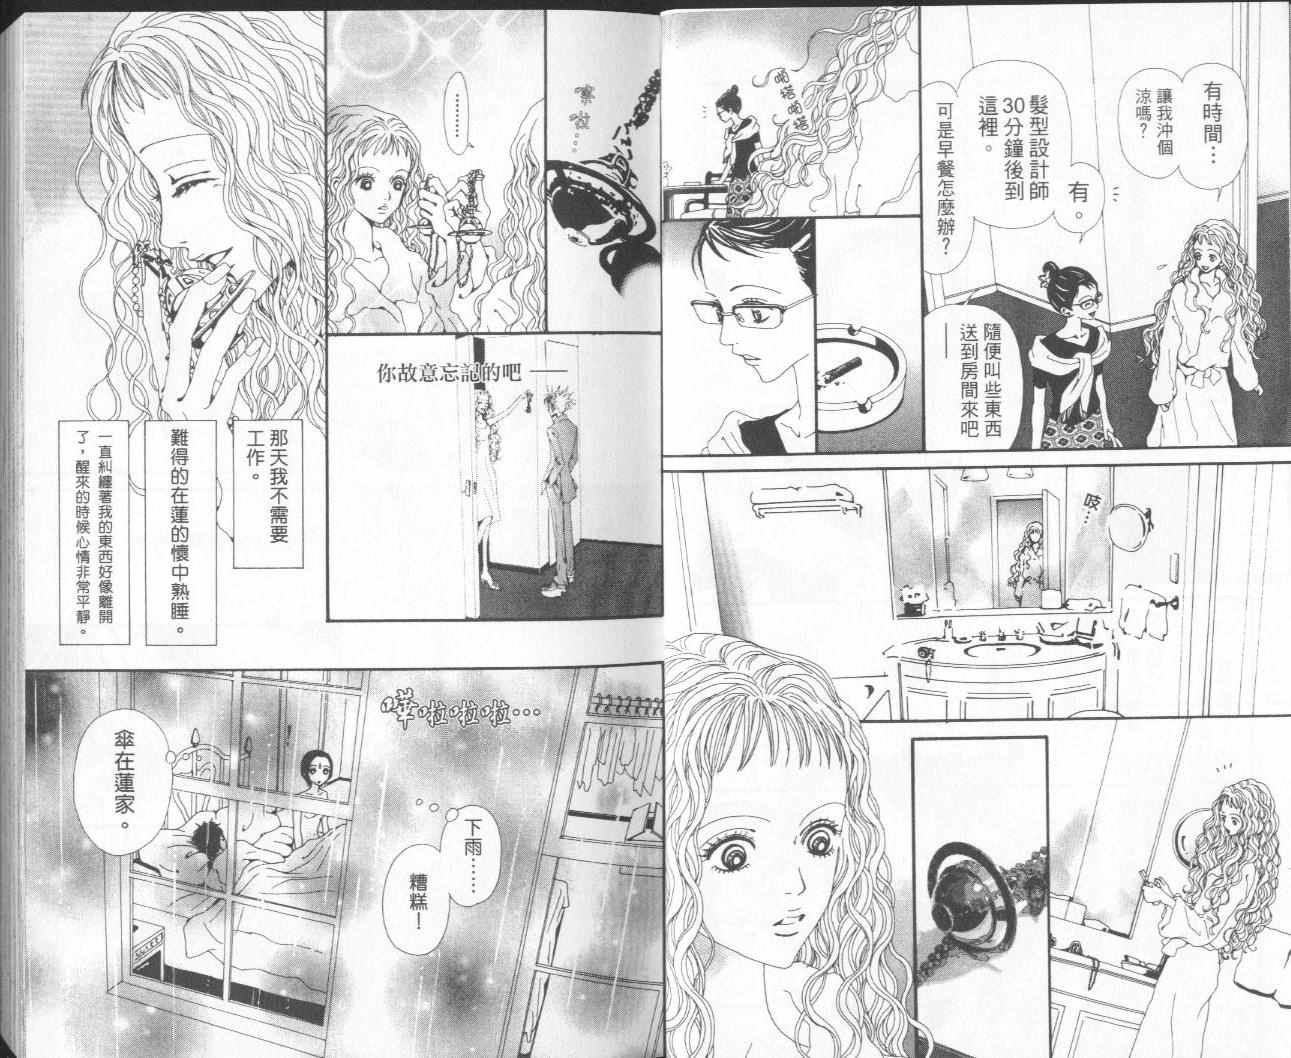 有時間…
讓我沖個
涼嗎？
有。
髮型設計師
30分鐘後到
這裡。
可是早餐怎麼辦？
隨便叫些東西
送到房間來吧
——
啪嗒啪嗒
吱…
嘩啦…
………
你故意忘記的吧——
那天我不需要
工作。
難得的在蓮的懷中熟睡。
一直糾纏著我的東西好像離開
了，醒來的時候心情非常平靜。
嘩啦啦啦…
下雨……
糟糕！
傘在蓮家。